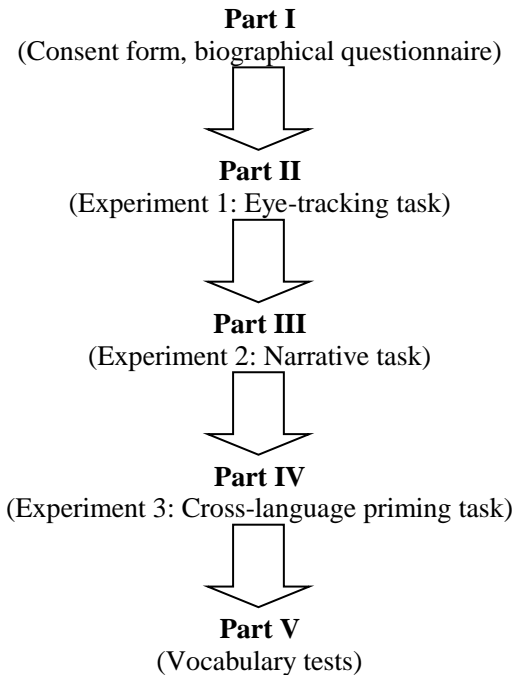 Part I
(Consent form, biographical questionnaire)
Part II
(Experiment 1: Eye-tracking task)
Part III
(Experiment 2: Narrative task)
Part IV
(Experiment 3: Cross-language priming task)
Part V
(Vocabulary tests)